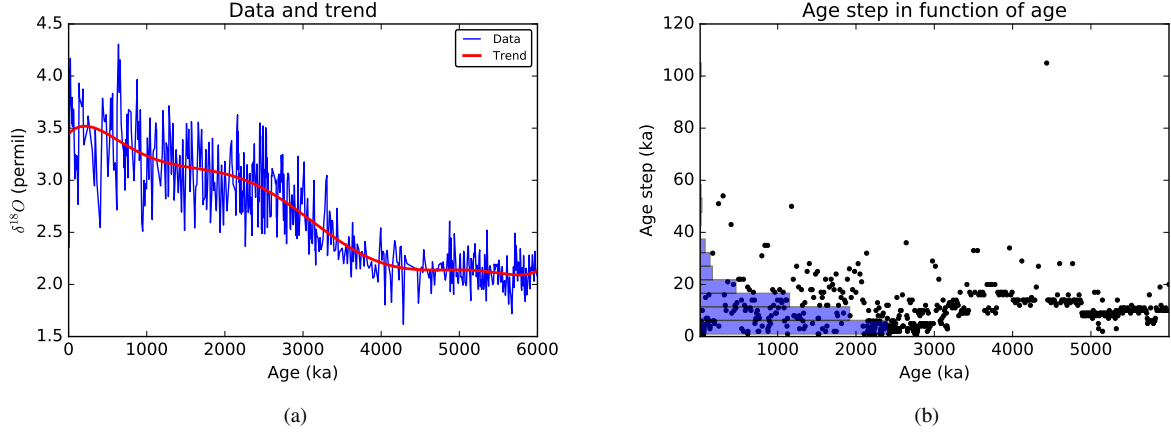 Data and trend
4.5
4.0
3.5
3.0
2.5
2.0
1.5
δ¹⁸O (permil)
0 1000 2000 3000 4000 5000 6000
Age (ka)
Data
Trend
(a)
Age step in function of age
120
100
80
60
40
20
0
Age step (ka)
1000 2000 3000 4000 5000
Age (ka)
(b)